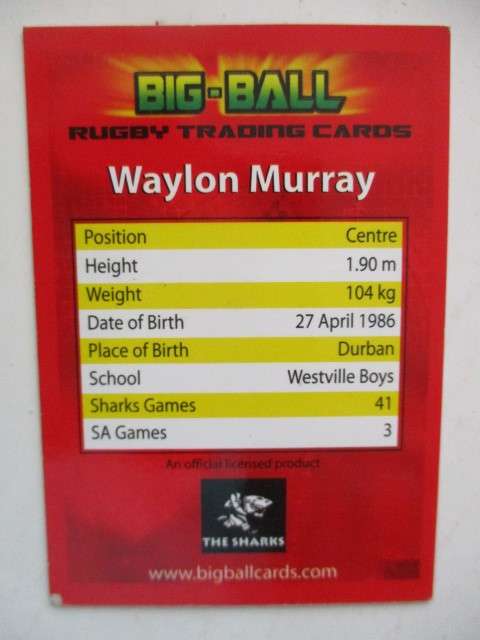 BIG-BALL
RUGBY TRADING CARDS
Waylon Murray
Position Centre
Height 1.90 m
Weight 104 kg
Date of Birth 27 April 1986
Place of Birth Durban
School Westville Boys
Sharks Games 41
SA Games 3
An official licensed product
THE SHARKS
www.bigballcards.com